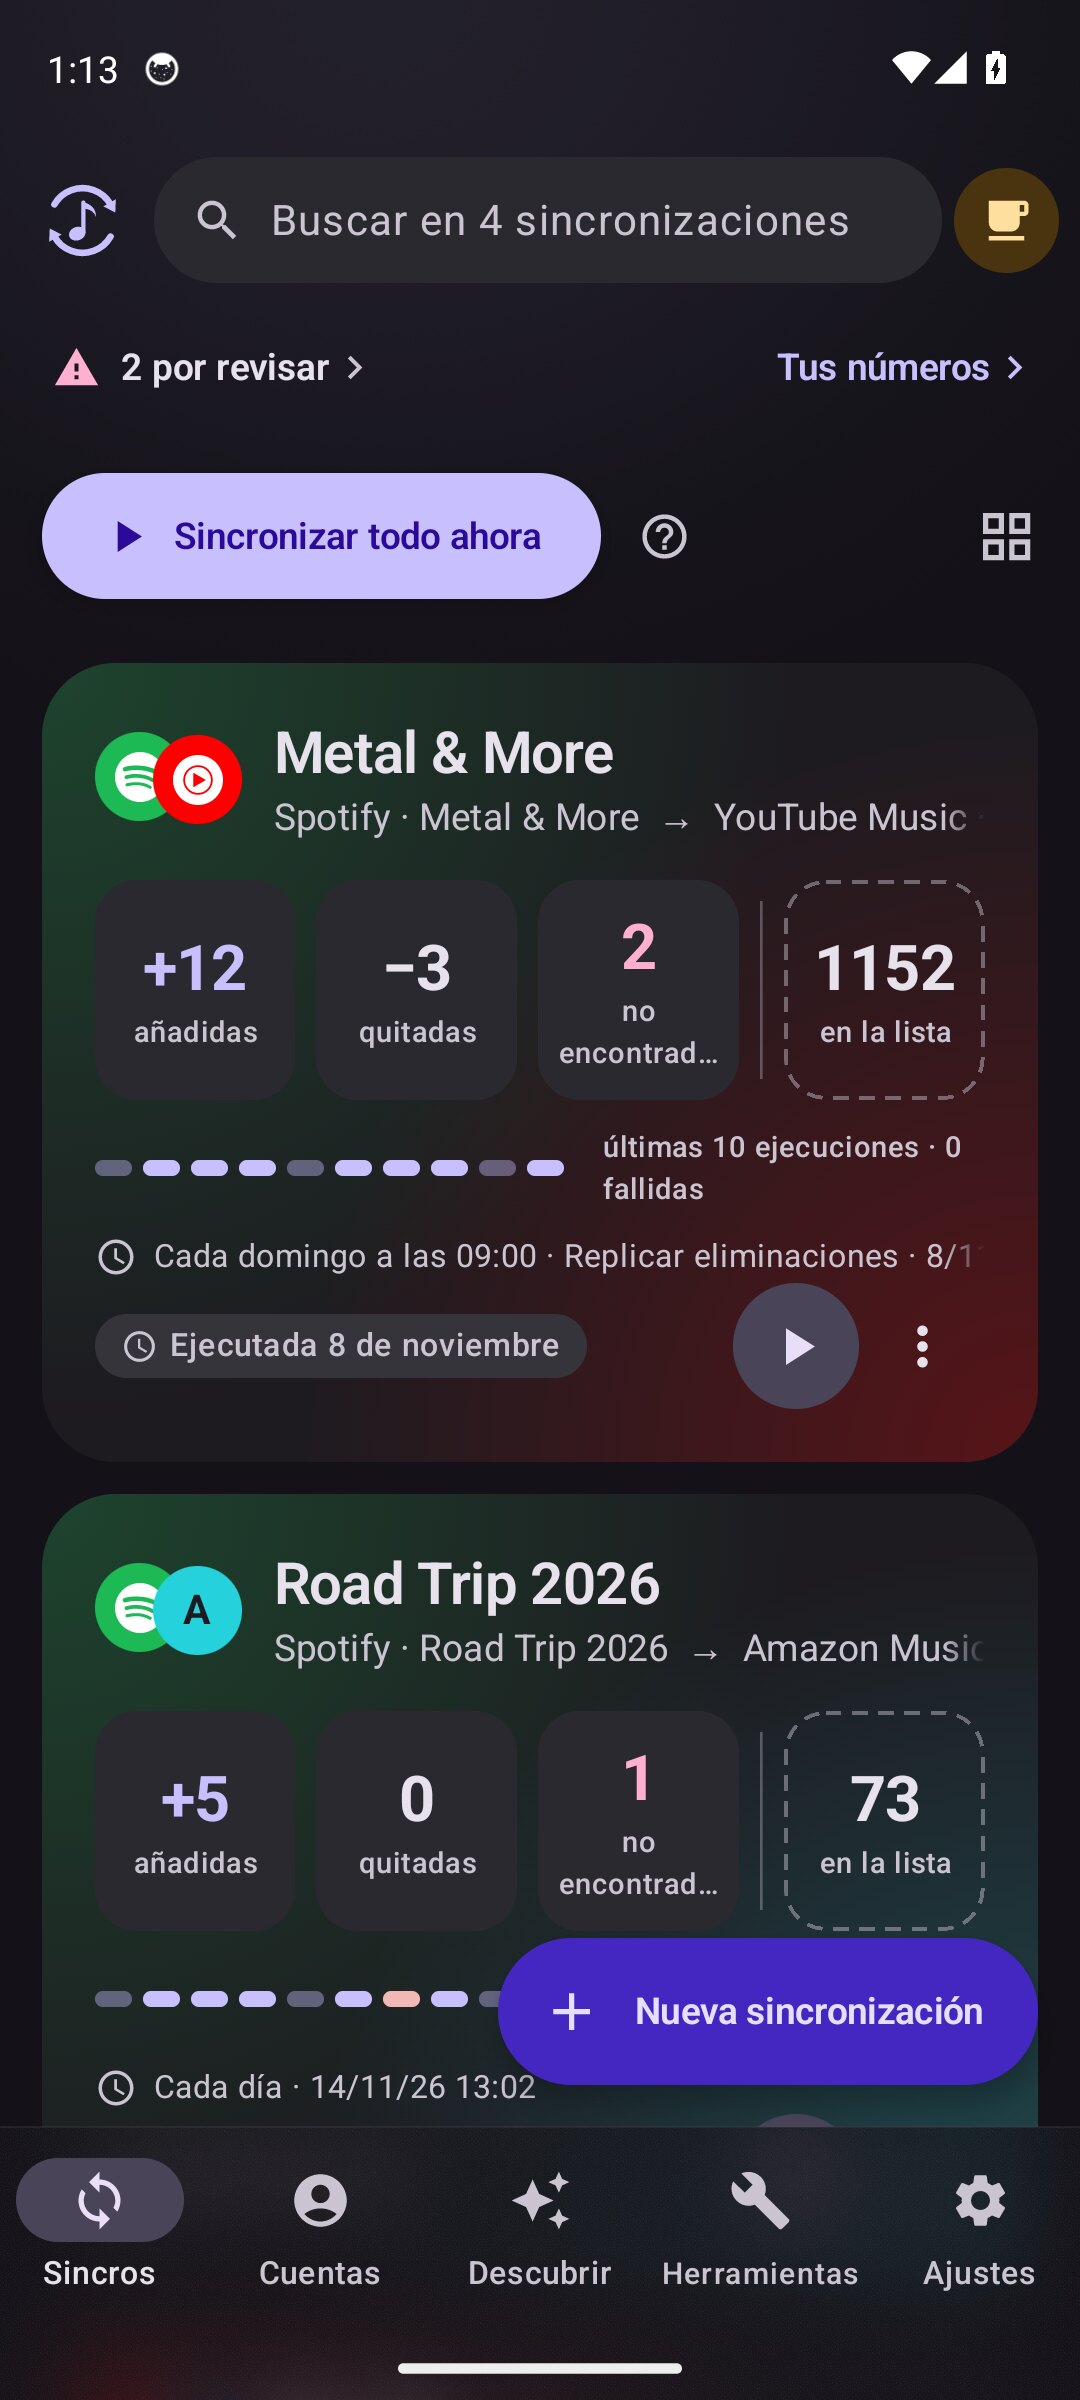 1:13
Buscar en 4 sincronizaciones
2 por revisar
Tus números
Sincronizar todo ahora
Metal & More
Spotify · Metal & More → YouTube Music
+12
añadidas
−3
quitadas
2
no
encontrad…
1152
en la lista
últimas 10 ejecuciones · 0
fallidas
Cada domingo a las 09:00 · Replicar eliminaciones · 8/1
Ejecutada 8 de noviembre
Road Trip 2026
A
Spotify · Road Trip 2026 → Amazon Music
+5
añadidas
0
quitadas
1
no
encontrad…
73
en la lista
Nueva sincronización
Cada día · 14/11/26 13:02
Sincros
Cuentas
Descubrir
Herramientas
Ajustes